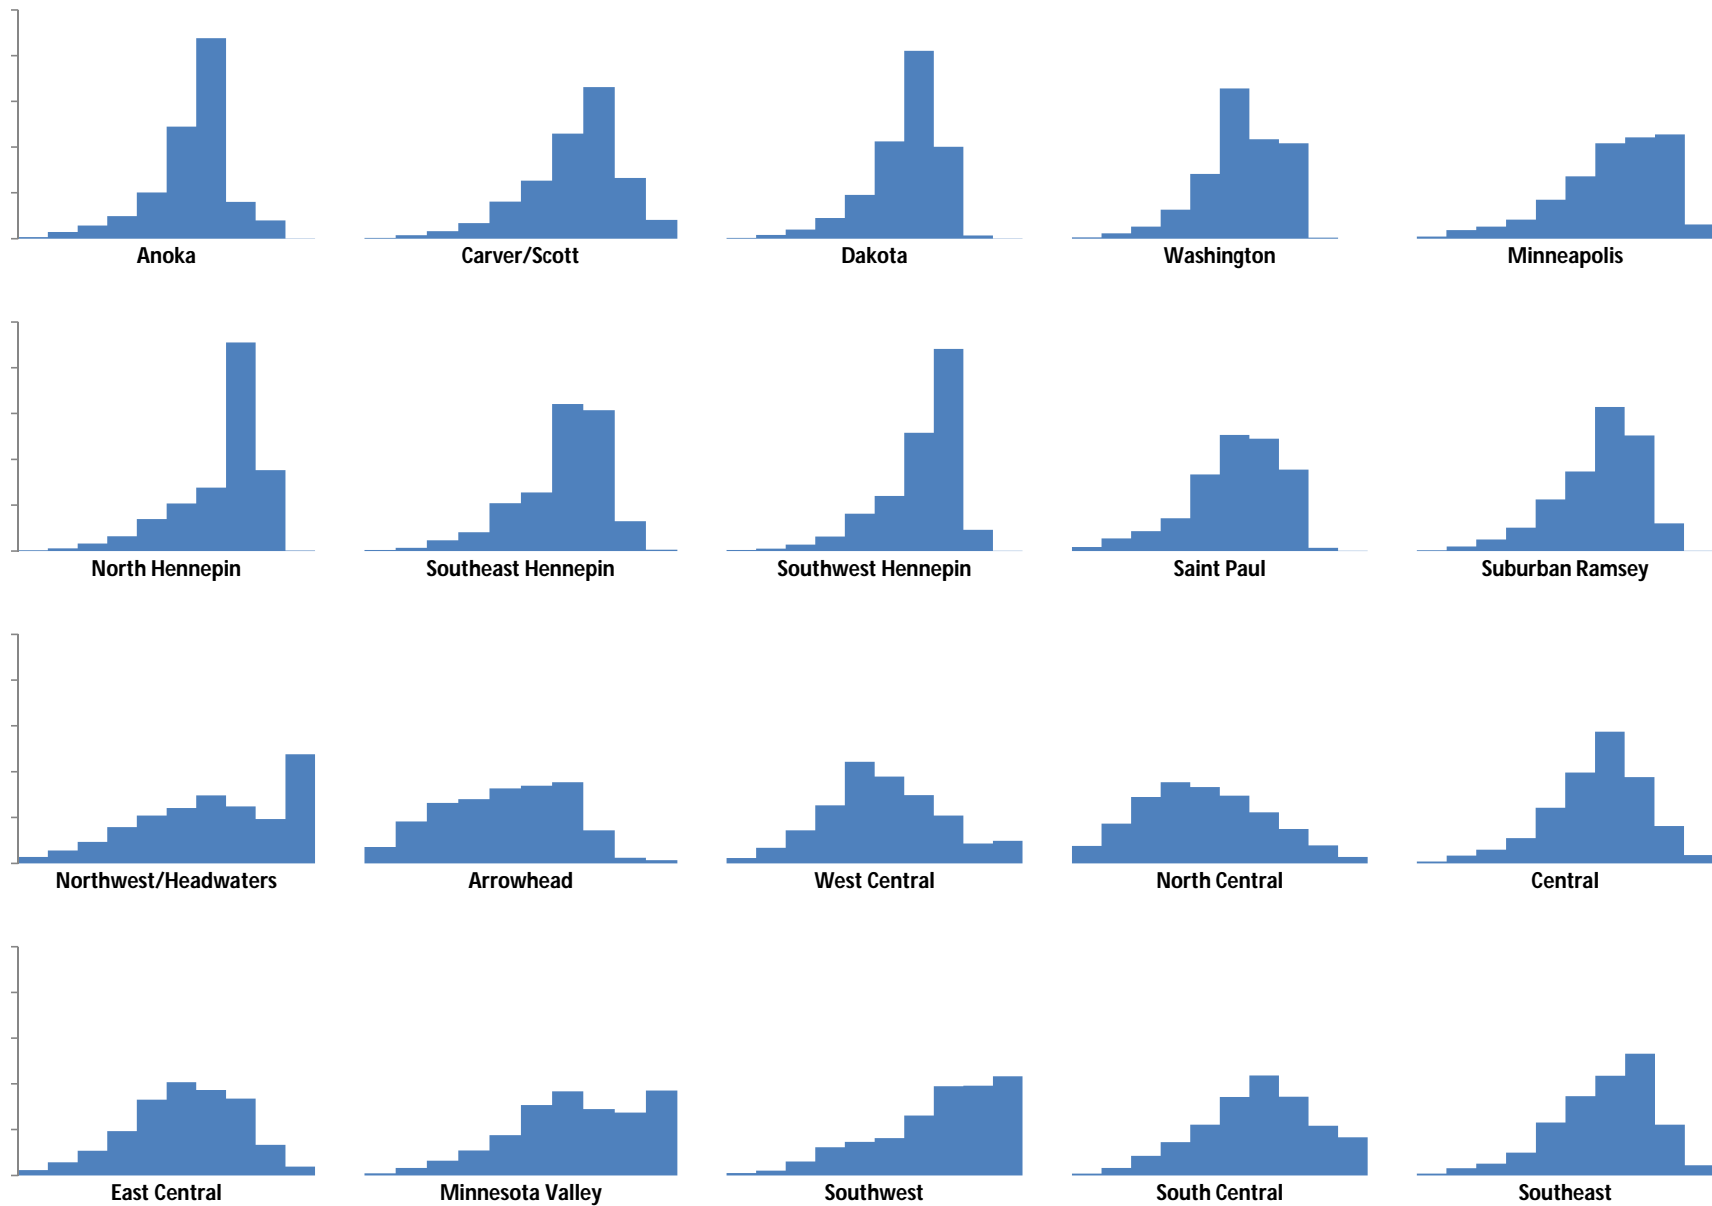 Anoka
Carver/Scott
Dakota
Washington
Minneapolis
North Hennepin
Southeast Hennepin
Southwest Hennepin
Saint Paul
Suburban Ramsey
Northwest/Headwaters
Arrowhead
West Central
North Central
Central
East Central
Minnesota Valley
Southwest
South Central
Southeast